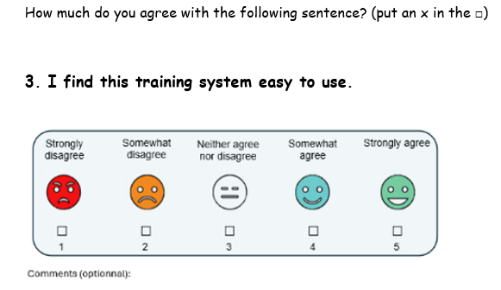 How much do you agree with the following sentence? (put an x in the □)
3. I find this training system easy to use.
Strongly disagree
Somewhat disagree
Neither agree nor disagree
Somewhat agree
Strongly agree
□ □ □ □ □
1 2 3 4 5
Comments (optionnal):